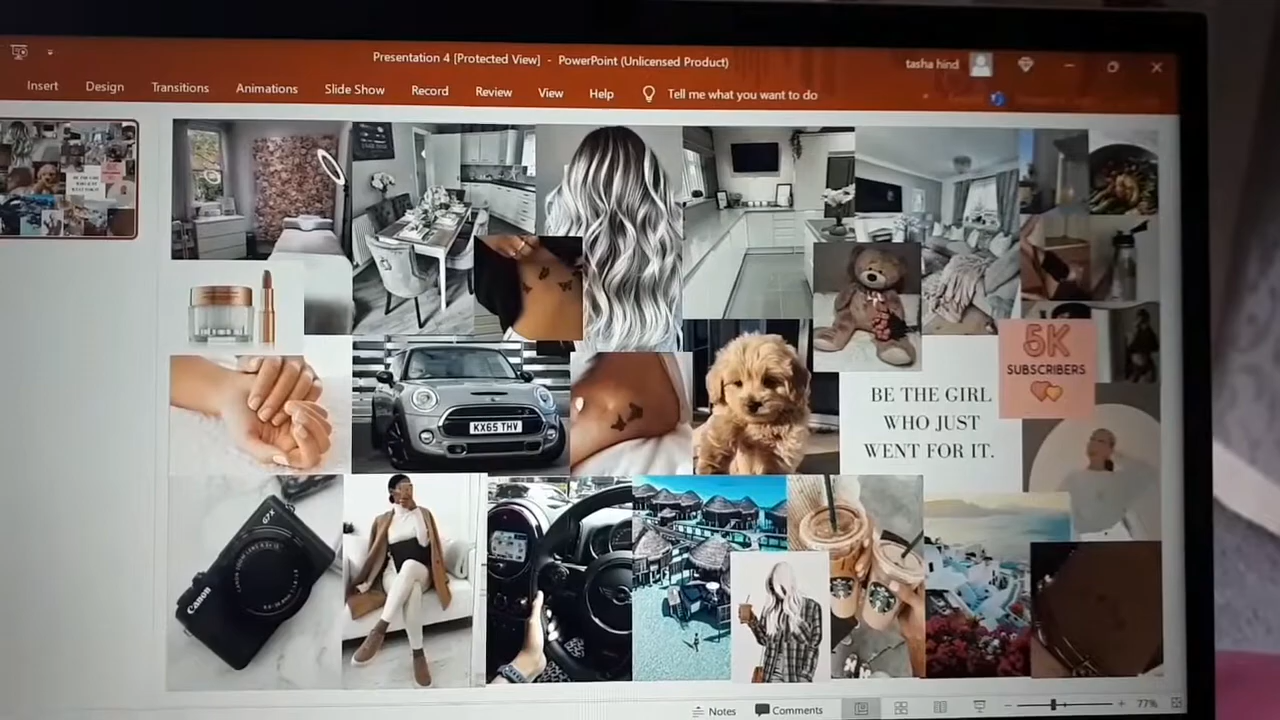 Presentation 4 [Protected View] - PowerPoint (Unlicensed Product)
tasha hind
Insert Design Transitions Animations Slide Show Record Review View Help Tell me what you want to do
5K
SUBSCRIBERS
KX65 THV
BE THE GIRL
WHO JUST
WENT FOR IT.
Canon
Notes Comments 77%